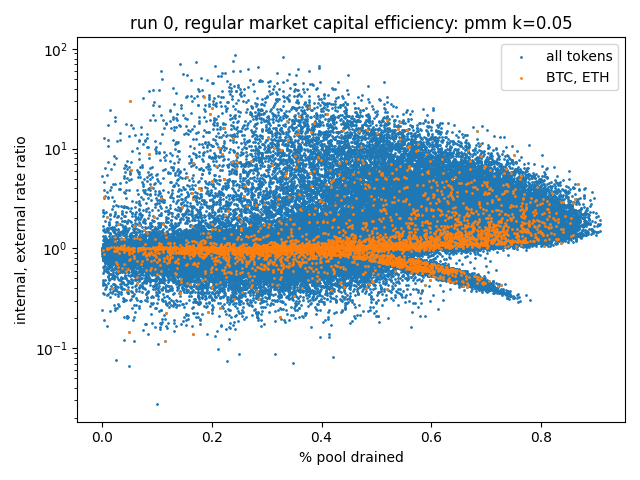 run 0, regular market capital efficiency: pmm k=0.05
all tokens
BTC, ETH
internal, external rate ratio
10²
10¹
10⁰
10⁻¹
0.0 0.2 0.4 0.6 0.8
% pool drained